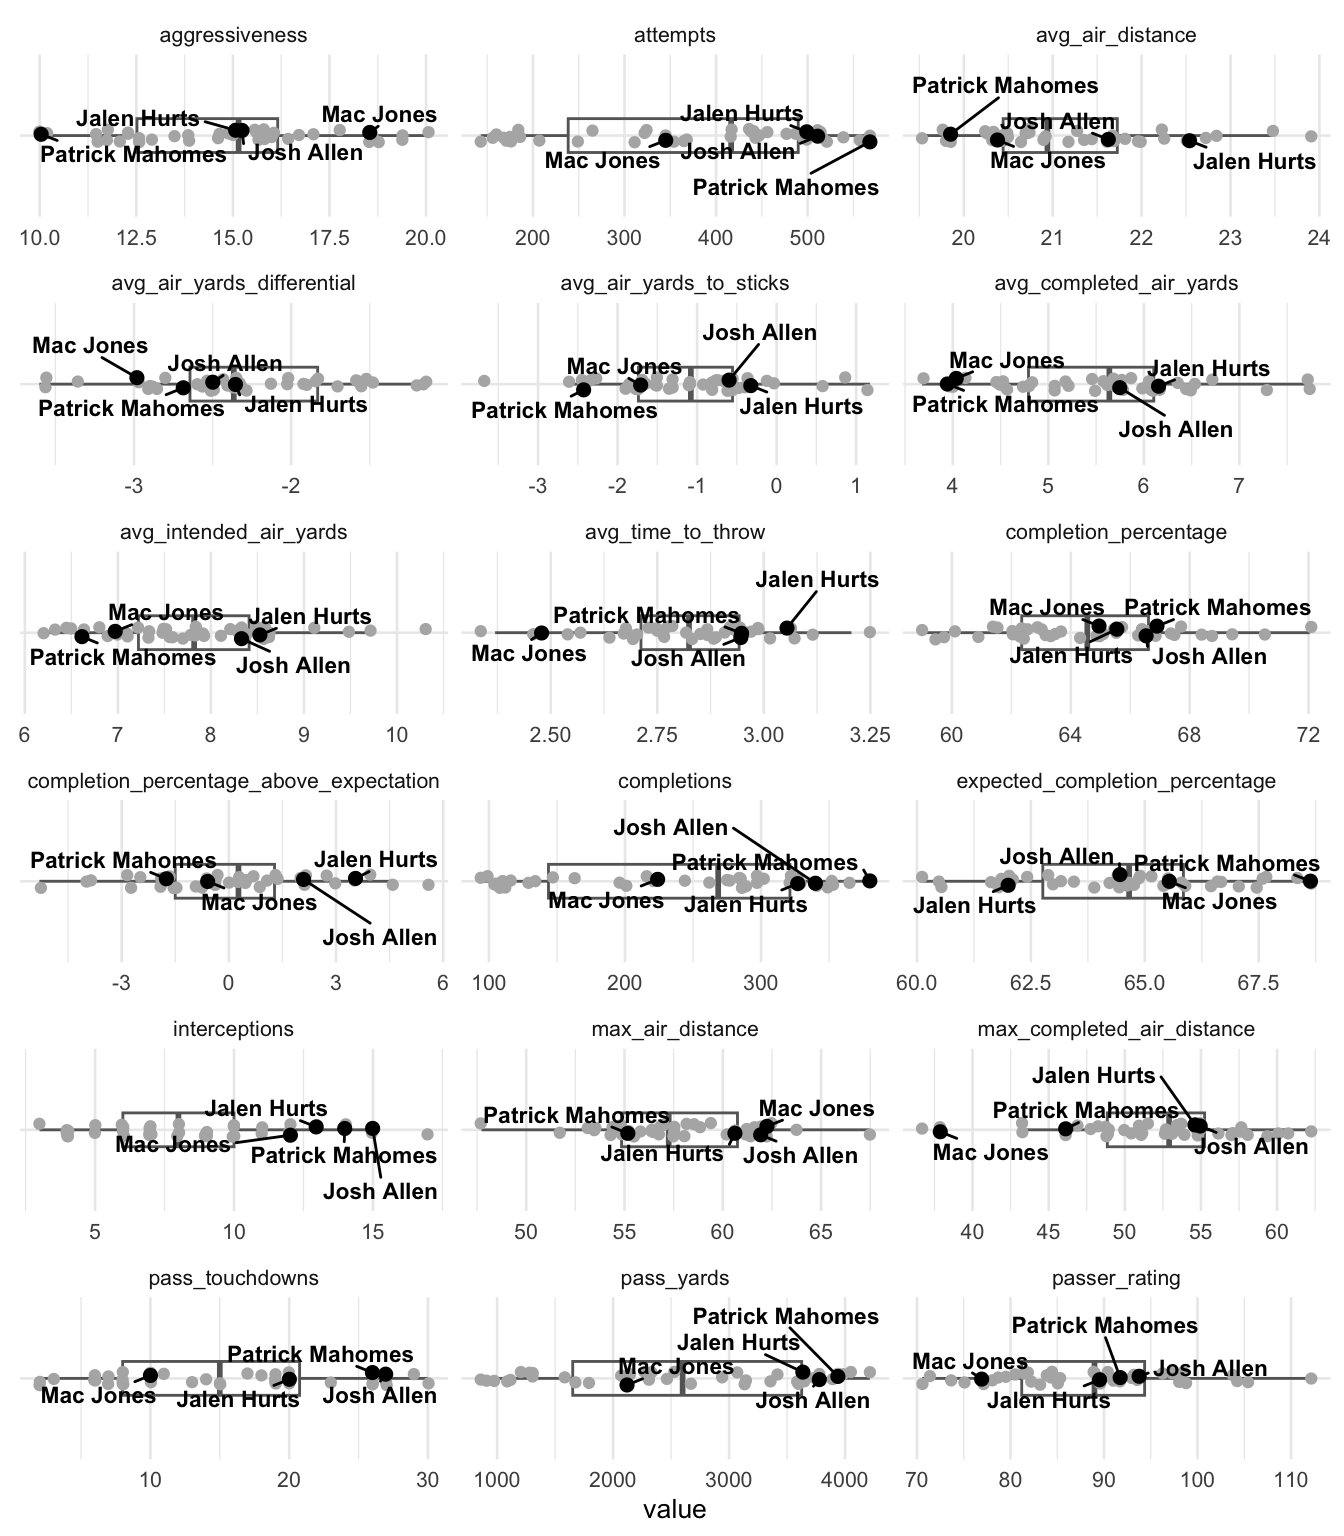 aggressiveness
attempts
avg_air_distance
Jalen Hurts
Mac Jones
Patrick Mahomes
Josh Allen
Jalen Hurts
Mac Jones
Josh Allen
Patrick Mahomes
Patrick Mahomes
Josh Allen
Mac Jones
Jalen Hurts
10.0 12.5 15.0 17.5 20.0
200 300 400 500
20 21 22 23 24
avg_air_yards_differential
avg_air_yards_to_sticks
avg_completed_air_yards
Mac Jones
Josh Allen
Patrick Mahomes
Jalen Hurts
Josh Allen
Mac Jones
Patrick Mahomes
Jalen Hurts
Mac Jones
Jalen Hurts
Patrick Mahomes
Josh Allen
-3 -2
-3 -2 -1 0 1
4 5 6 7
avg_intended_air_yards
avg_time_to_throw
completion_percentage
Mac Jones
Jalen Hurts
Patrick Mahomes
Josh Allen
Jalen Hurts
Patrick Mahomes
Mac Jones
Josh Allen
Mac Jones
Patrick Mahomes
Jalen Hurts
Josh Allen
6 7 8 9 10
2.50 2.75 3.00 3.25
60 64 68 72
completion_percentage_above_expectation
completions
expected_completion_percentage
Patrick Mahomes
Jalen Hurts
Mac Jones
Josh Allen
Josh Allen
Patrick Mahomes
Mac Jones
Jalen Hurts
Josh Allen
Patrick Mahomes
Jalen Hurts
Mac Jones
-3 0 3 6
100 200 300
60.0 62.5 65.0 67.5
interceptions
max_air_distance
max_completed_air_distance
Jalen Hurts
Mac Jones
Patrick Mahomes
Josh Allen
Patrick Mahomes
Mac Jones
Jalen Hurts
Josh Allen
Jalen Hurts
Patrick Mahomes
Mac Jones
Josh Allen
5 10 15
50 55 60 65
40 45 50 55 60
pass_touchdowns
pass_yards
passer_rating
Patrick Mahomes
Mac Jones
Jalen Hurts
Josh Allen
Patrick Mahomes
Jalen Hurts
Mac Jones
Josh Allen
Patrick Mahomes
Mac Jones
Josh Allen
Jalen Hurts
10 20 30
1000 2000 3000 4000
70 80 90 100 110
value